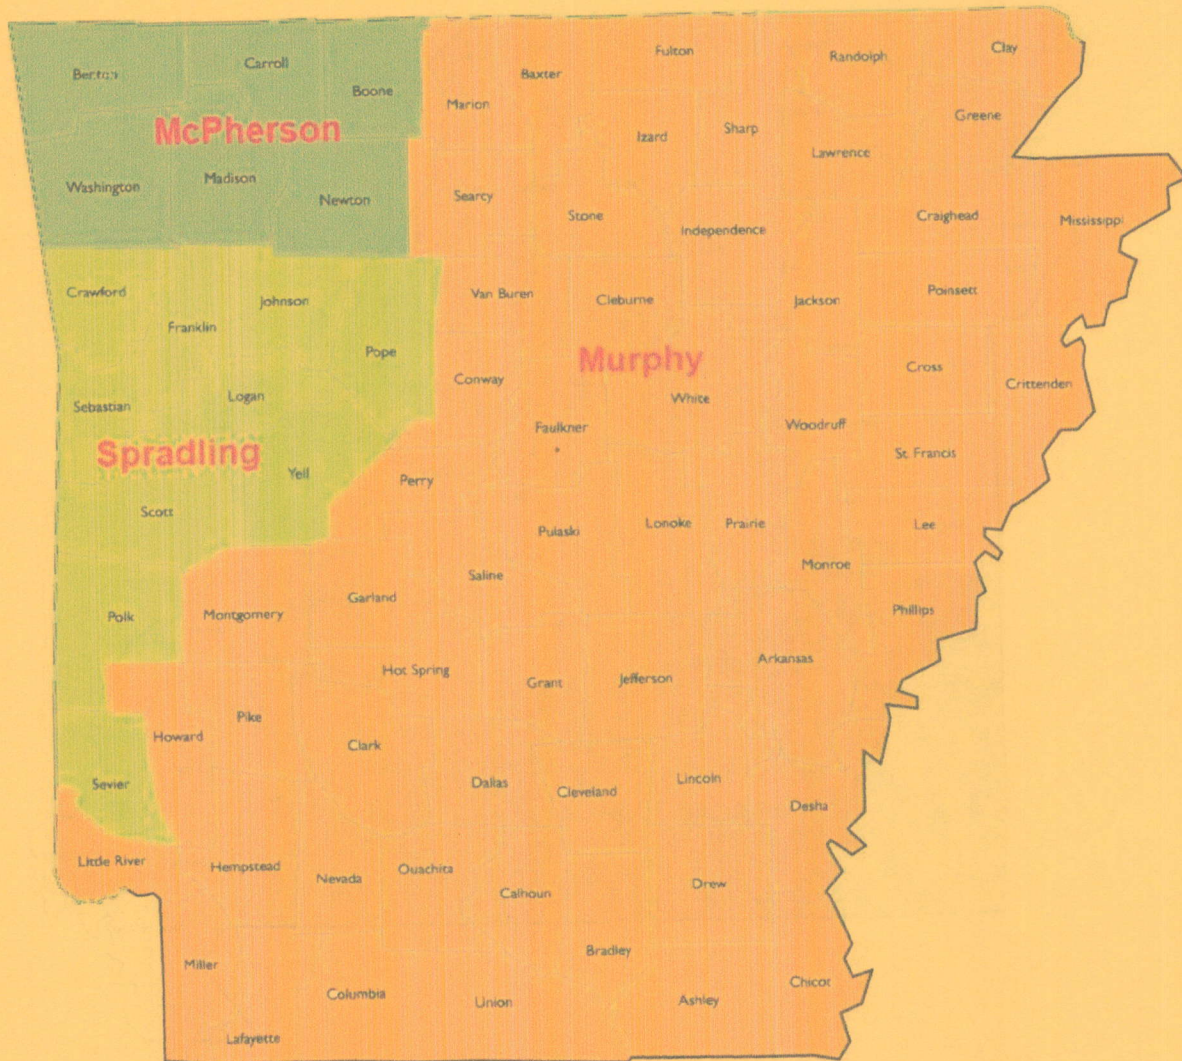 Fulton
Clay
Randolph
Carroll
Baxter
Benton
Boone
Marion
Greene
McPherson
Sharp
Izard
Lawrence
Madison
Washington
Newton
Searcy
Stone
Craighead
Mississippi
Independence
Crawford
Johnson
Van Buren
Cleburne
Jackson
Poinsett
Franklin
Pope
Murphy
Cross
Conway
Crittenden
Logan
White
Sebastian
Faulkner
Woodruff
Spradling
St. Francis
Yell
Perry
Scott
Pulaski
Lonoke
Prairie
Lee
Monroe
Saline
Garland
Polk
Montgomery
Phillips
Hot Spring
Arkansas
Grant
Jefferson
Pike
Howard
Clark
Sevier
Dallas
Cleveland
Lincoln
Desha
Little River
Hempstead
Nevada
Ouachita
Calhoun
Drew
Bradley
Miller
Columbia
Union
Ashley
Chicot
Lafayette